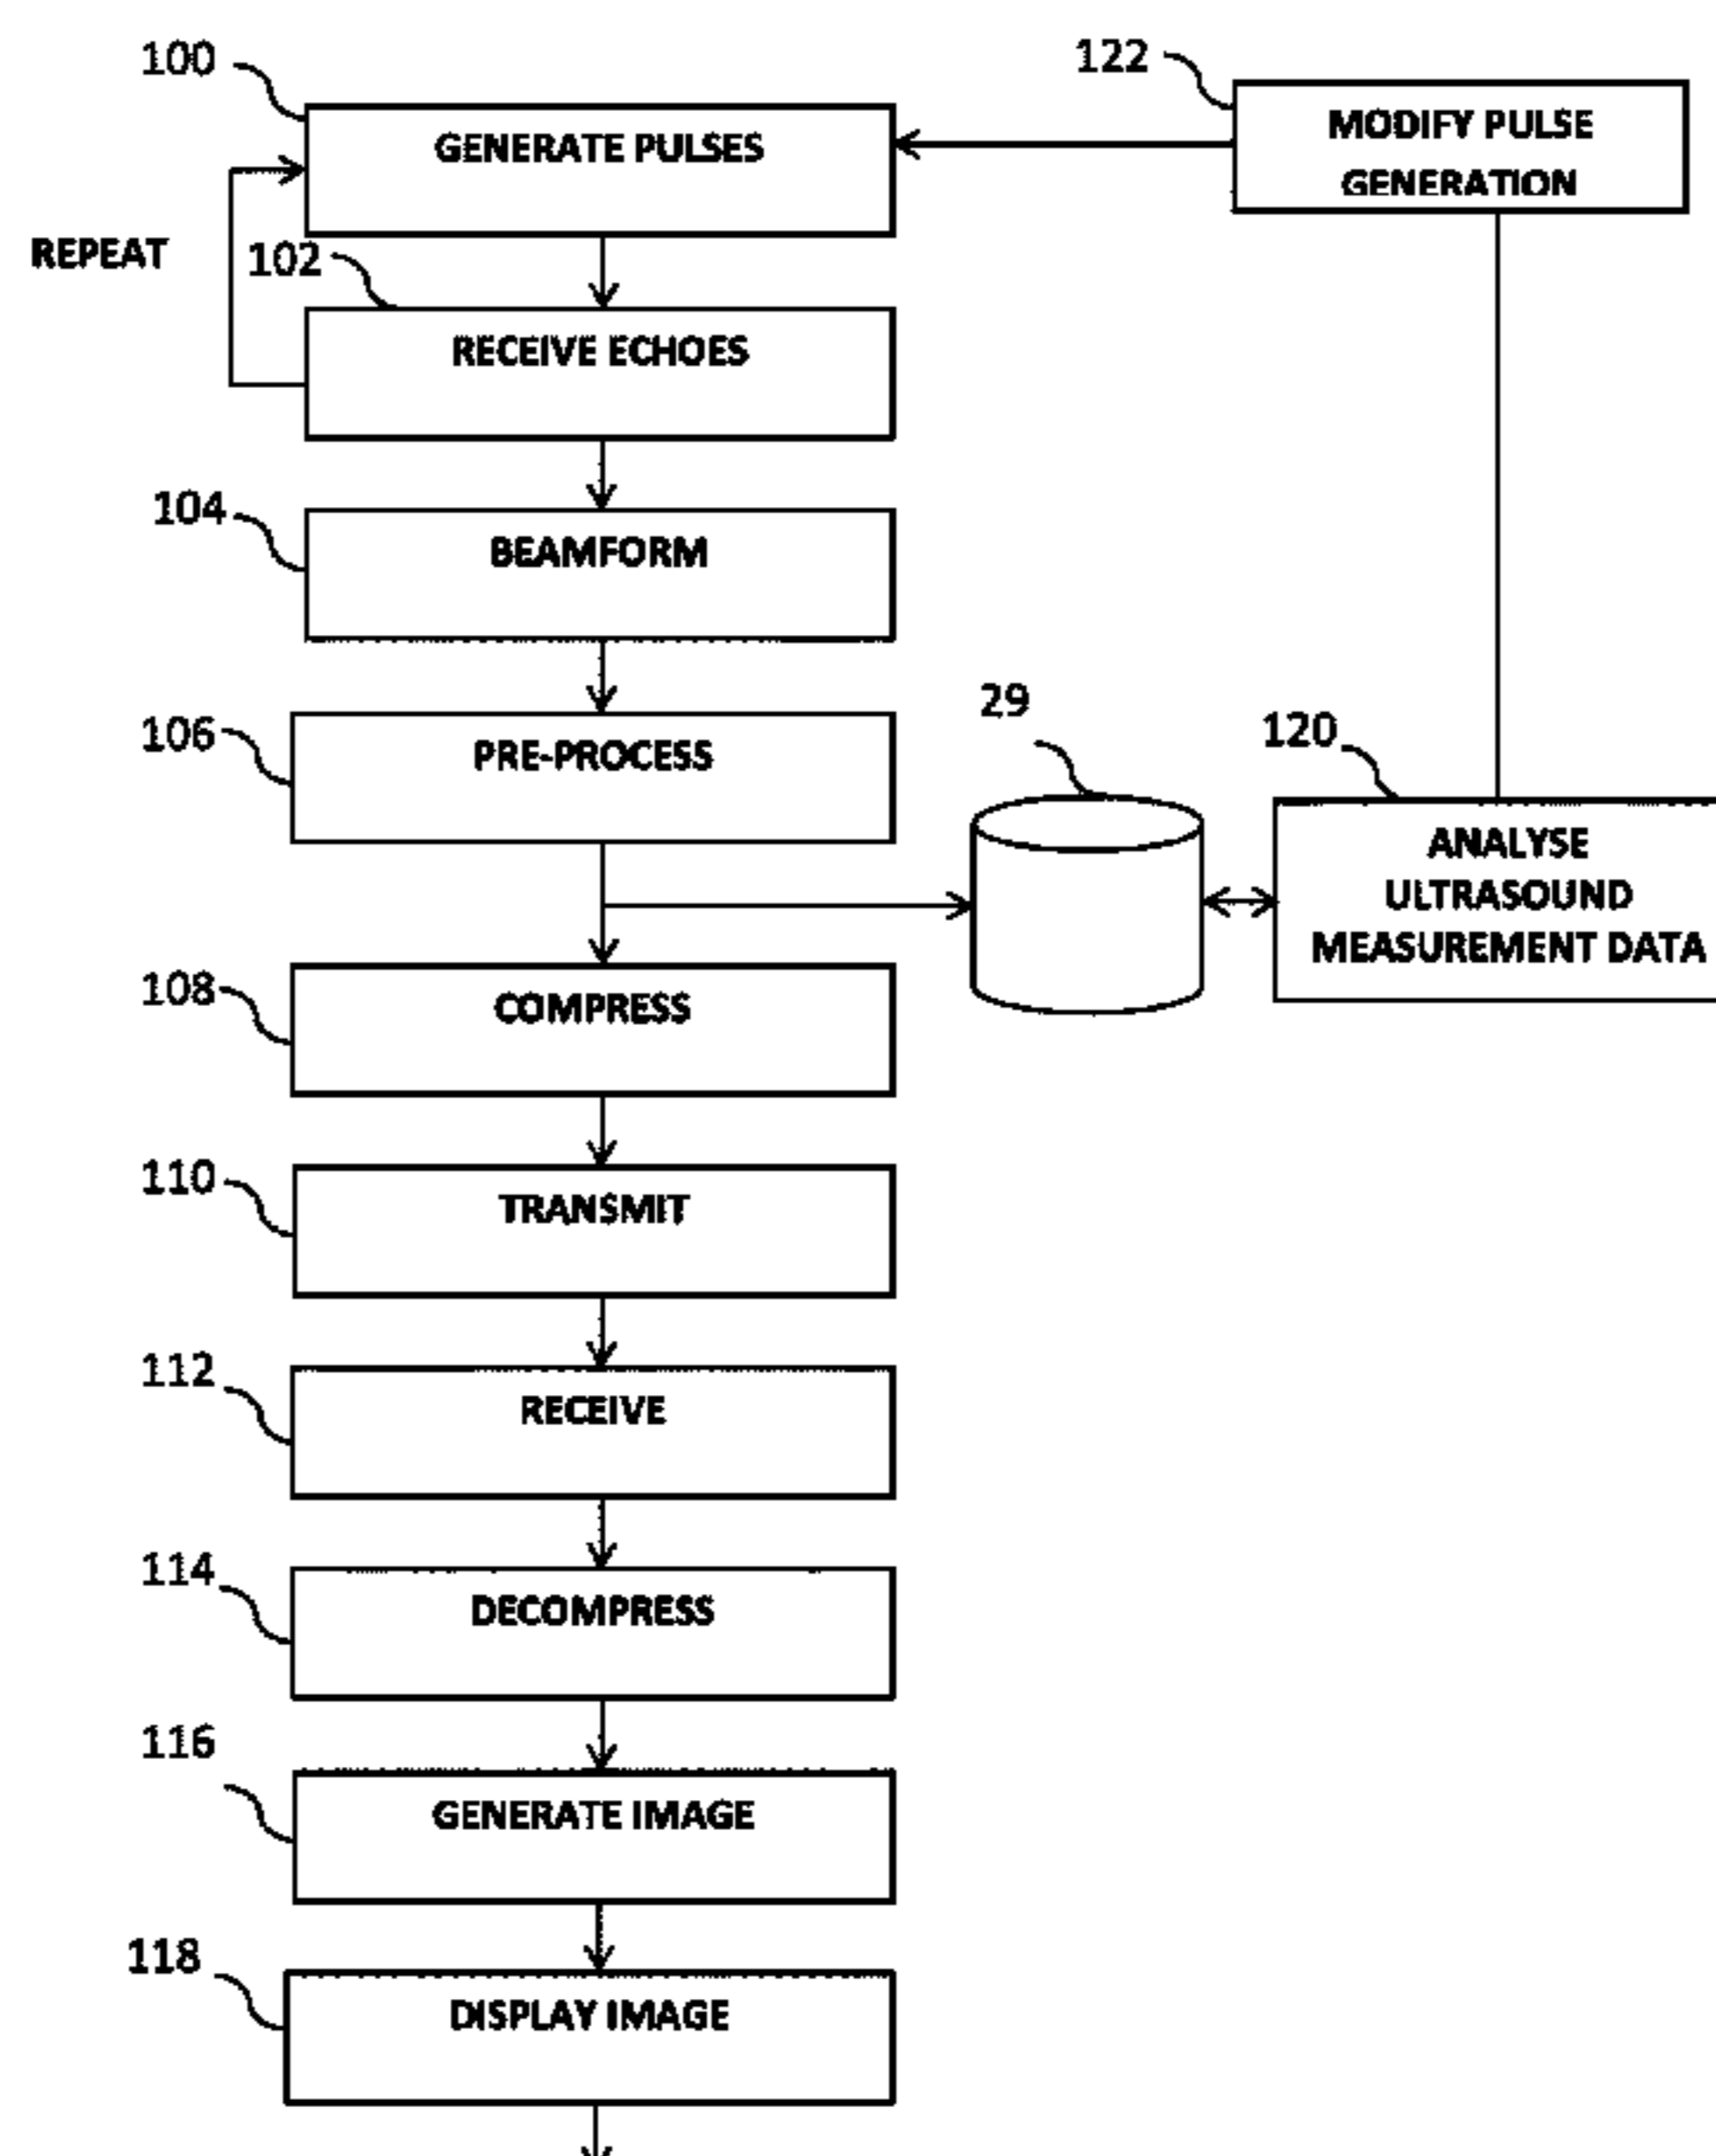 100
GENERATE PULSES
122
MODIFY PULSE
GENERATION
REPEAT
102
RECEIVE ECHOES
104
BEAMFORM
106
PRE-PROCESS
29
120
ANALYSE
ULTRASOUND
MEASUREMENT DATA
108
COMPRESS
110
TRANSMIT
112
RECEIVE
114
DECOMPRESS
116
GENERATE IMAGE
118
DISPLAY IMAGE